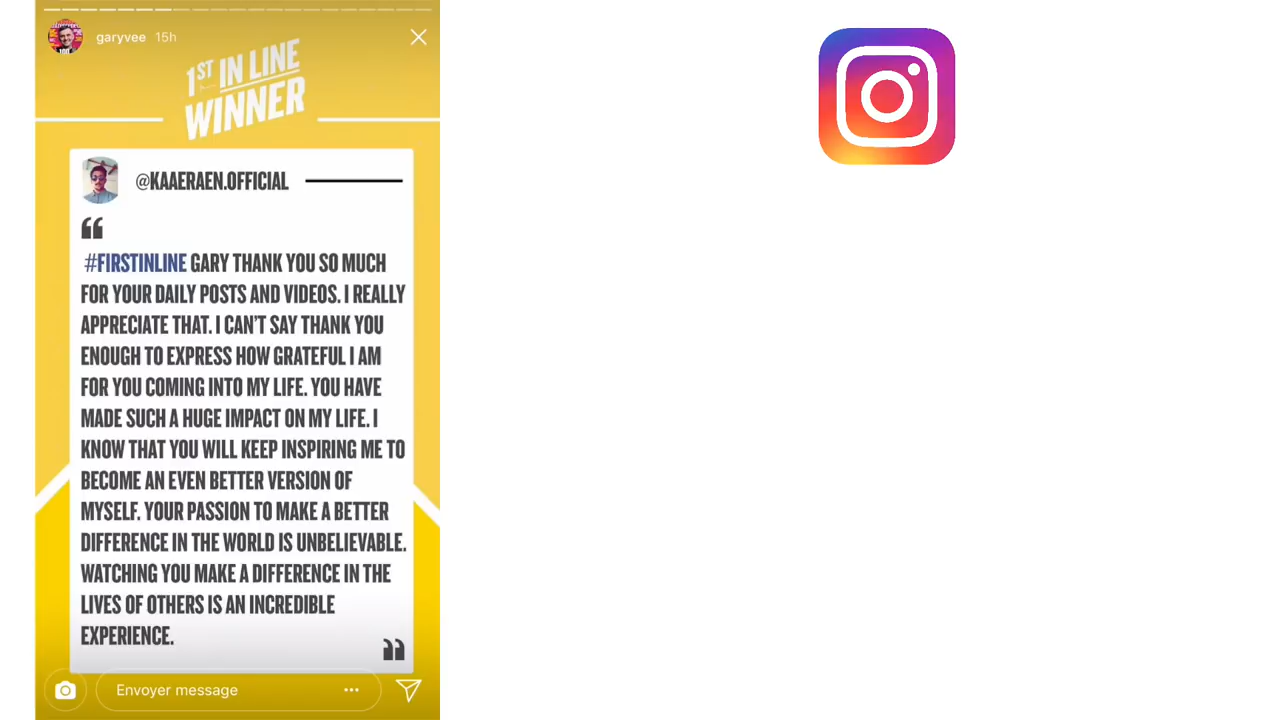 garyvee 15h
1ST IN LINE
WINNER
@KAAERAEN.OFFICIAL
“
#FIRSTINLINE GARY THANK YOU SO MUCH
FOR YOUR DAILY POSTS AND VIDEOS. I REALLY
APPRECIATE THAT. I CAN'T SAY THANK YOU
ENOUGH TO EXPRESS HOW GRATEFUL I AM
FOR YOU COMING INTO MY LIFE. YOU HAVE
MADE SUCH A HUGE IMPACT ON MY LIFE. I
KNOW THAT YOU WILL KEEP INSPIRING ME TO
BECOME AN EVEN BETTER VERSION OF
MYSELF. YOUR PASSION TO MAKE A BETTER
DIFFERENCE IN THE WORLD IS UNBELIEVABLE.
WATCHING YOU MAKE A DIFFERENCE IN THE
LIVES OF OTHERS IS AN INCREDIBLE
EXPERIENCE.
”
Envoyer message